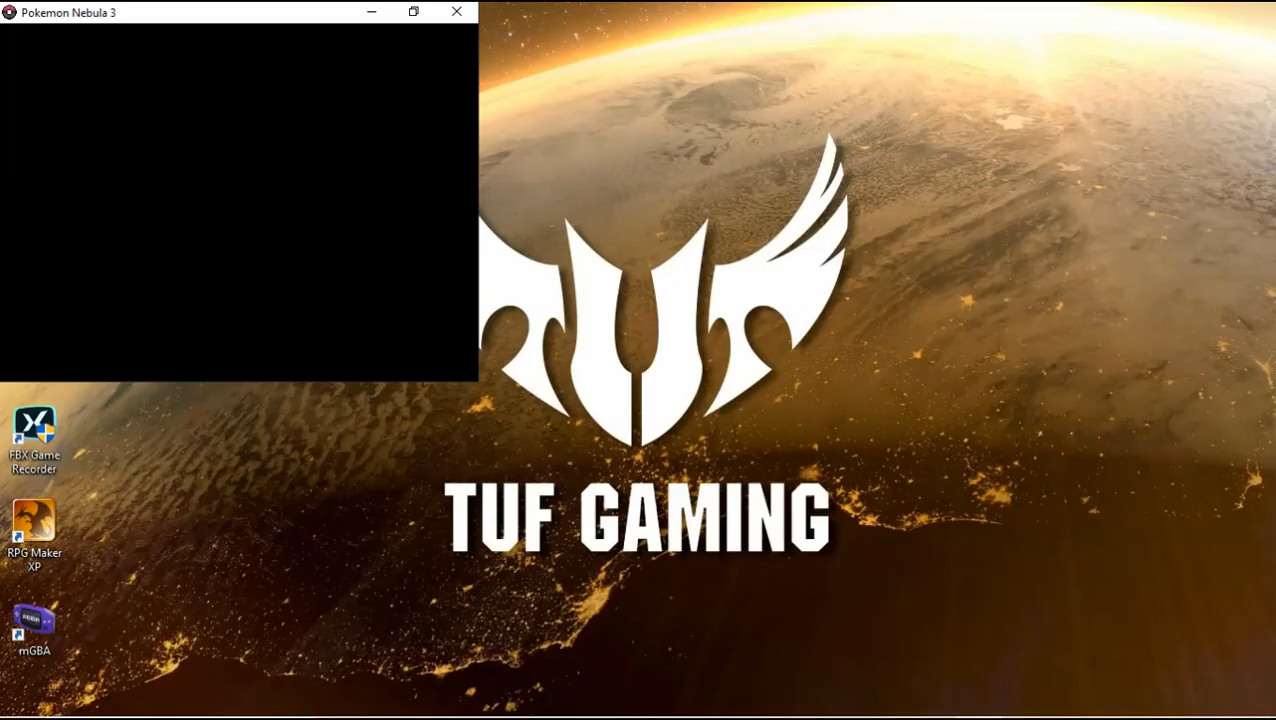 Pokemon Nebula 3
FBX Game
Recorder
RPG Maker
XP
mGBA
TUF GAMING